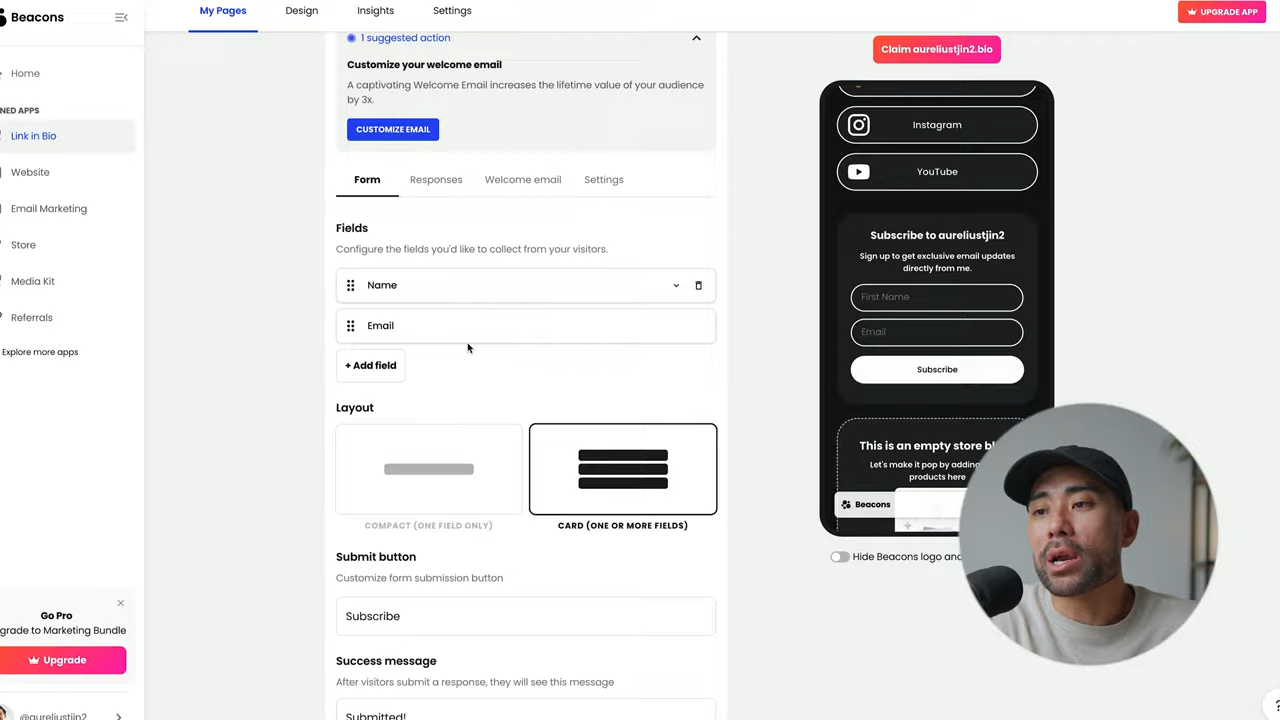 Beacons
My Pages
Design
Insights
Settings
UPGRADE APP
Home
NED APPS
Link in Bio
Website
Email Marketing
Store
Media Kit
Referrals
Explore more apps
Go Pro
grade to Marketing Bundle
Upgrade
@aureliustjin2
1 suggested action
Customize your welcome email
A captivating Welcome Email increases the lifetime value of your audience
by 3x.
CUSTOMIZE EMAIL
Form
Responses
Welcome email
Settings
Fields
Configure the fields you'd like to collect from your visitors.
Name
Email
+ Add field
Layout
COMPACT (ONE FIELD ONLY)
CARD (ONE OR MORE FIELDS)
Submit button
Customize form submission button
Subscribe
Success message
After visitors submit a response, they will see this message
Submitted!
Claim aureliustjin2.bio
Instagram
YouTube
Subscribe to aureliustjin2
Sign up to get exclusive email updates
directly from me.
First Name
Email
Subscribe
This is an empty store bl
Let's make it pop by adding
products here
Beacons
Hide Beacons logo and
?